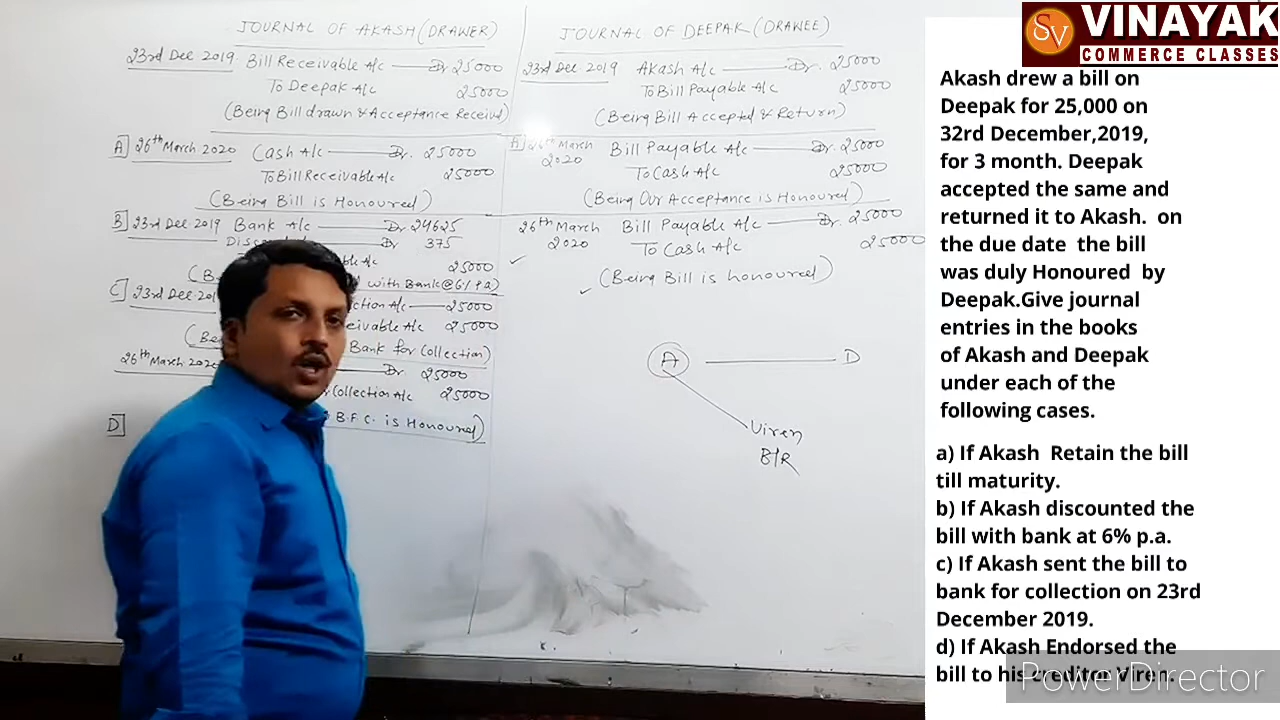 JOURNAL OF AKASH (DRAWER)
23rd Dec 2019 Bill Receivable A/c Dr 25000
To Deepak A/c 25000
(Being Bill drawn & Acceptance Received)
A] 26th March 2020 Cash A/c Dr. 25000
To Bill Receivable A/c 25000
(Being Bill is Honoured)
B] 23rd Dec 2019 Bank A/c Dr 24625
Dr 375
25000
with Bank @ 6% P.a)
C] 23rd Dec
ction A/c 25000
ceivable A/c 25000
Bank for Collection)
26th March 2020 Dr 25000
Collection A/c 25000
B.F.C. is Honoured)
D]
JOURNAL OF DEEPAK (DRAWEE)
23rd Dec 2019 Akash A/c Dr. 25000
To Bill Payable A/c 25000
(Being Bill Accepted & Return)
26th March 2020 Bill Payable A/c Dr. 25000
To Cash A/c 25000
(Being Our Acceptance is Honoured)
26th March 2020 Bill Payable A/c Dr. 25000
To Cash A/c 25000
(Being Bill is honoured)
A D
Viren
B/R
SV VINAYAK
COMMERCE CLASSES
Akash drew a bill on
Deepak for 25,000 on
32rd December,2019,
for 3 month. Deepak
accepted the same and
returned it to Akash. on
the due date the bill
was duly Honoured by
Deepak.Give journal
entries in the books
of Akash and Deepak
under each of the
following cases.
a) If Akash Retain the bill
till maturity.
b) If Akash discounted the
bill with bank at 6% p.a.
c) If Akash sent the bill to
bank for collection on 23rd
December 2019.
d) If Akash Endorsed the
bill to his creditor Viren.
PowerDirector